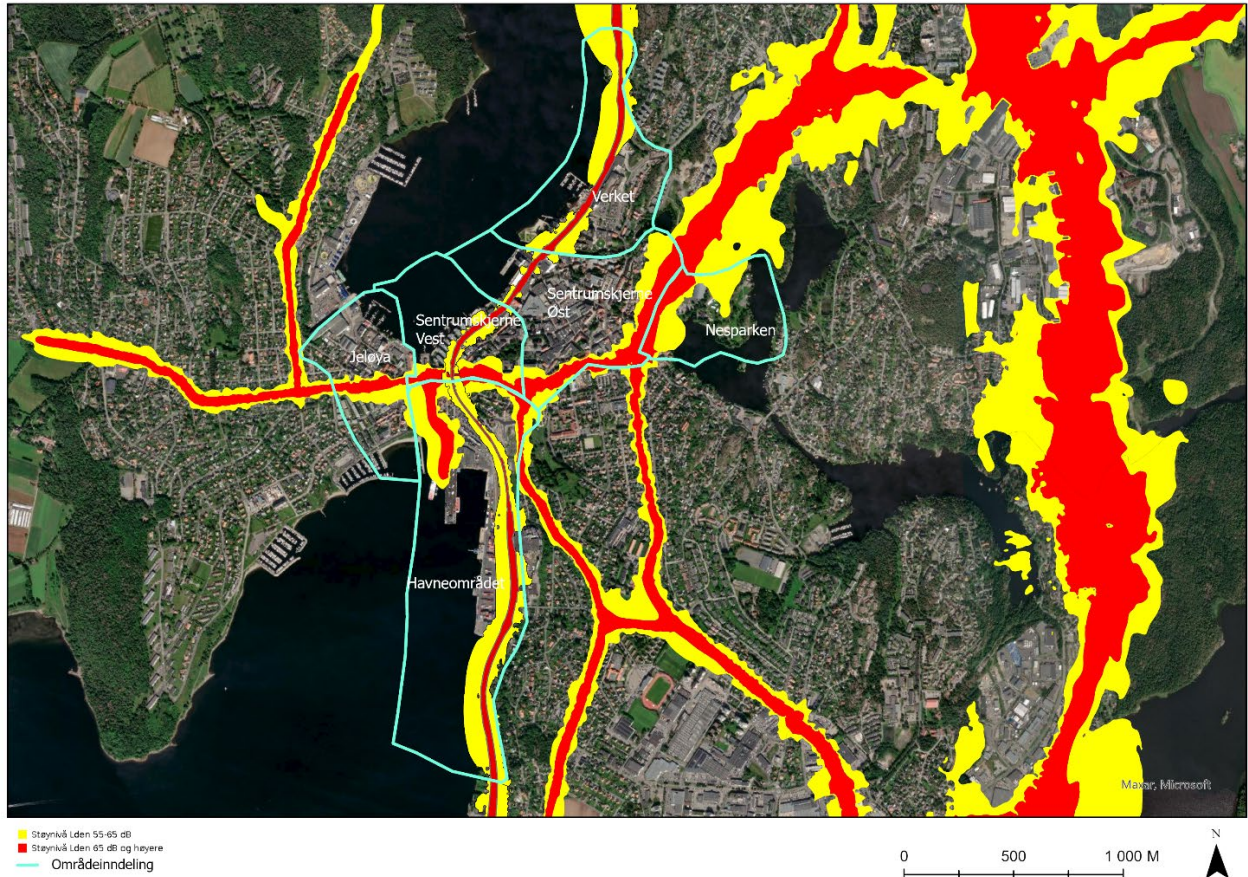 Verket
Sentrumskjerne
Øst
Sentrumskjerne
Vest
Nesparken
Jeløya
Havneområdet
Maxar, Microsoft
Støynivå Lden 55-65 dB
Støynivå Lden 65 dB og høyere
Områdeinndeling
0 500 1 000 M
N